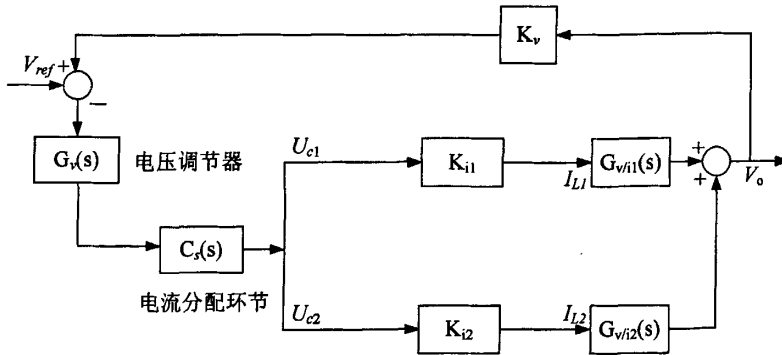 K_v
V_ref +
−
G_v(s) 电压调节器
U_c1
K_i1
I_L1
G_v/i1(s)
+
+
V_o
C_s(s)
电流分配环节
U_c2
K_i2
I_L2
G_v/i2(s)